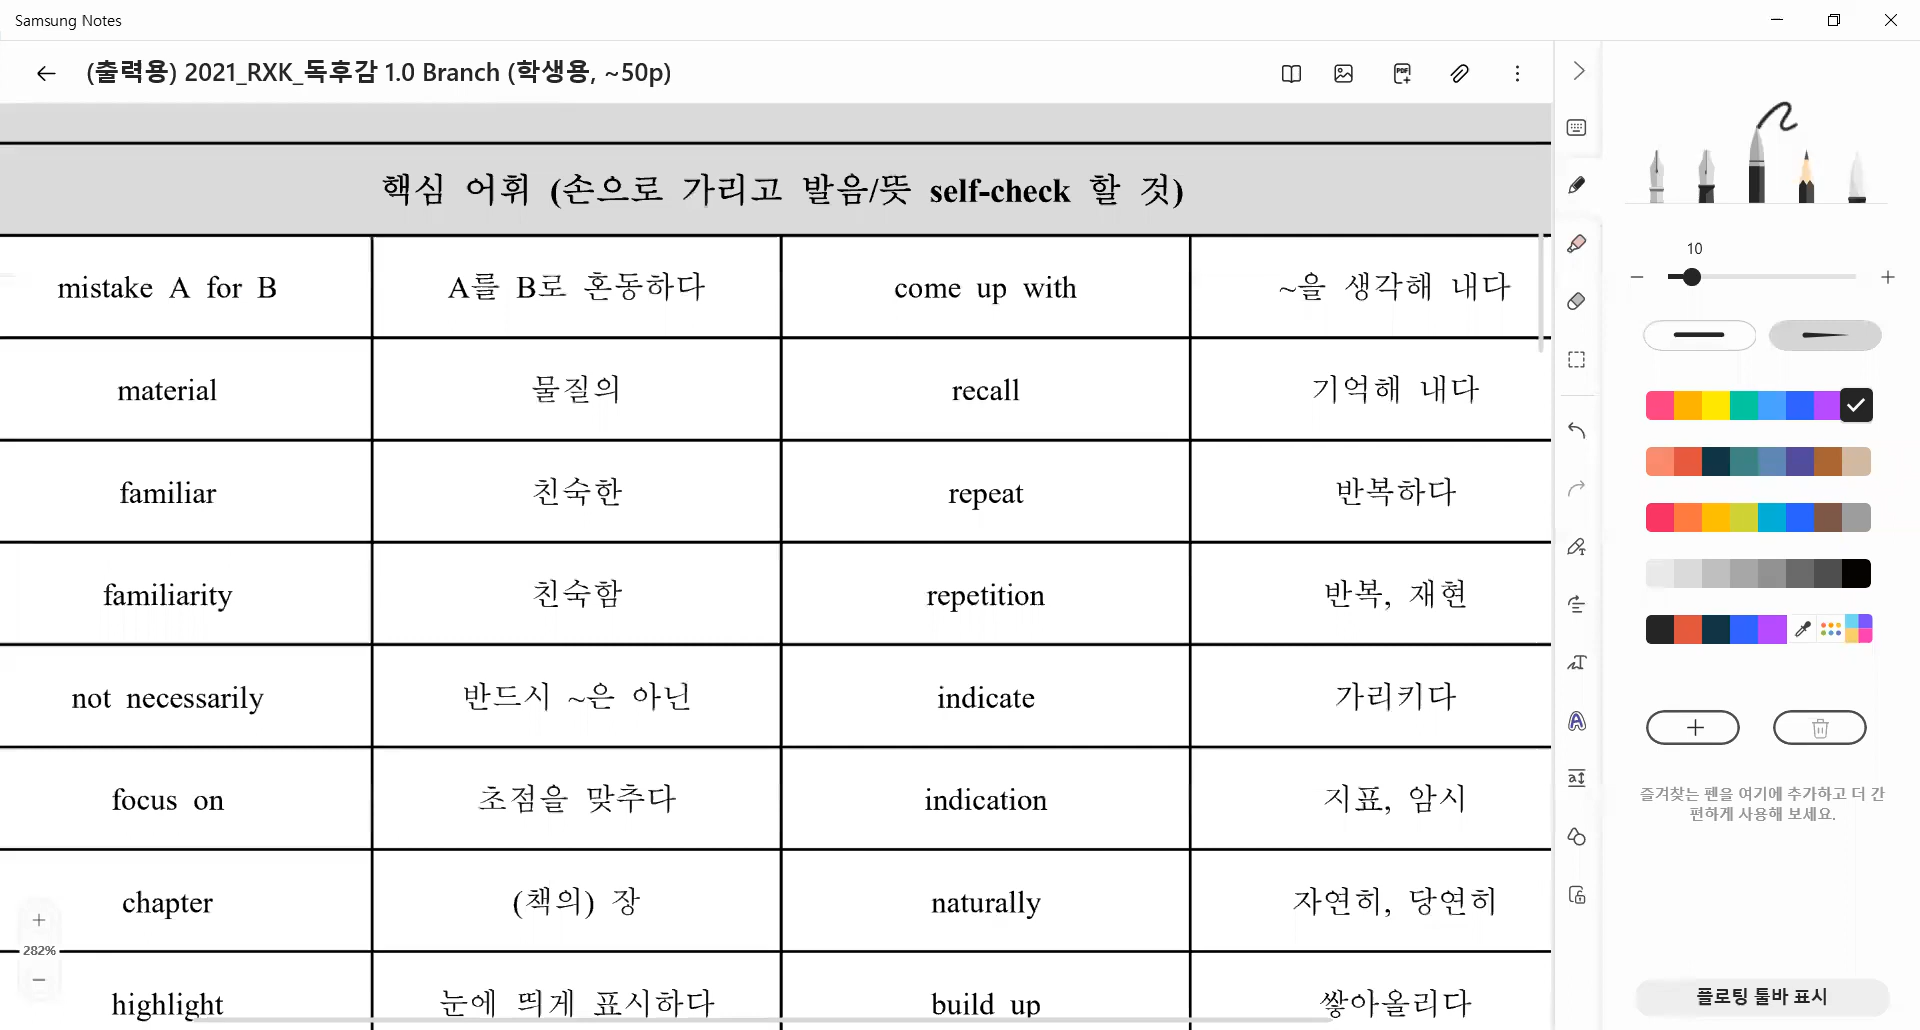 Samsung Notes
(출력용) 2021_RXK_독후감 1.0 Branch (학생용, ~50p)
PDF
핵심 어휘 (손으로 가리고 발음/뜻 self-check 할 것)
mistake A for B A를 B로 혼동하다 come up with ~을 생각해 내다
material 물질의 recall 기억해 내다
familiar 친숙한 repeat 반복하다
familiarity 친숙함 repetition 반복, 재현
not necessarily 반드시 ~은 아닌 indicate 가리키다
focus on 초점을 맞추다 indication 지표, 암시
chapter (책의) 장 naturally 자연히, 당연히
highlight 눈에 띄게 표시하다 build up 쌓아올리다
282%
10
즐겨찾는 펜을 여기에 추가하고 더 간
편하게 사용해 보세요.
플로팅 툴바 표시